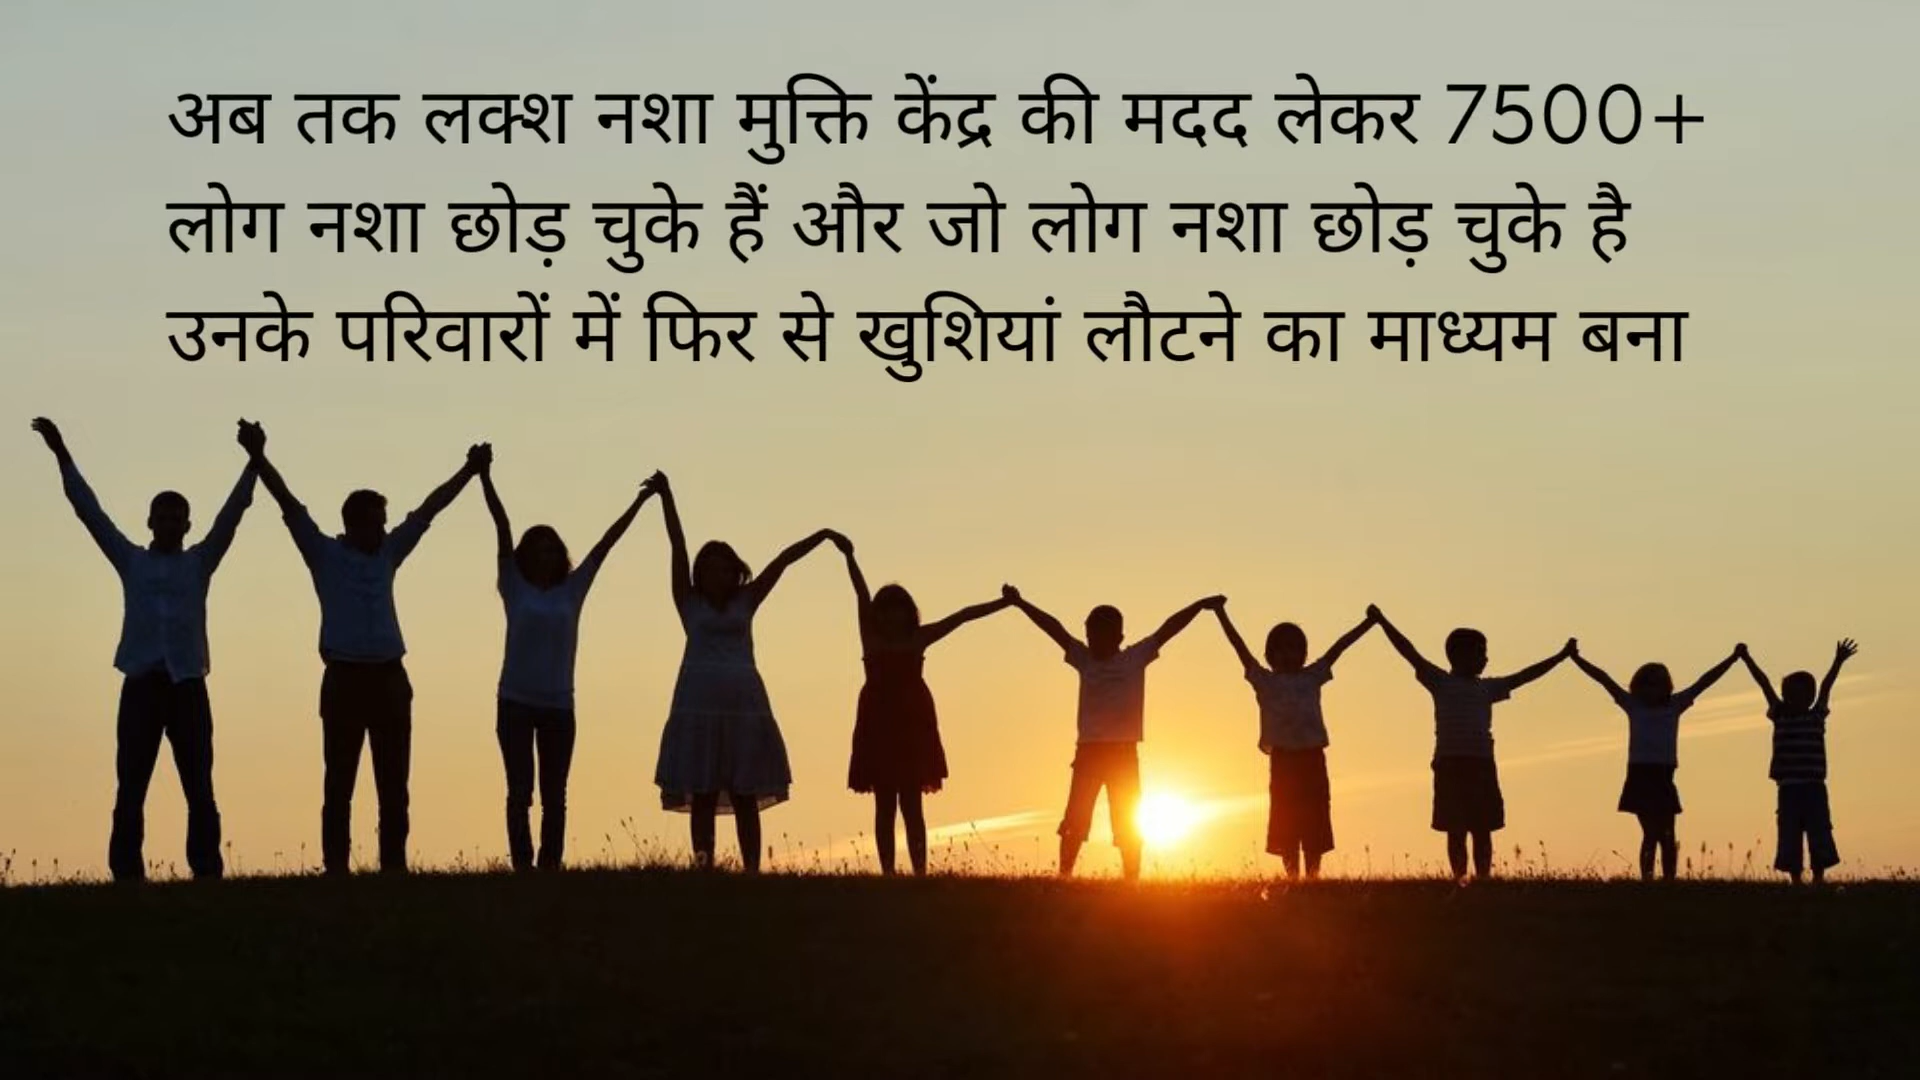 अब तक लक्श नशा मुक्ति केंद्र की मदद लेकर 7500+
लोग नशा छोड़ चुके हैं और जो लोग नशा छोड़ चुके है
उनके परिवारों में फिर से खुशियां लौटने का माध्यम बना